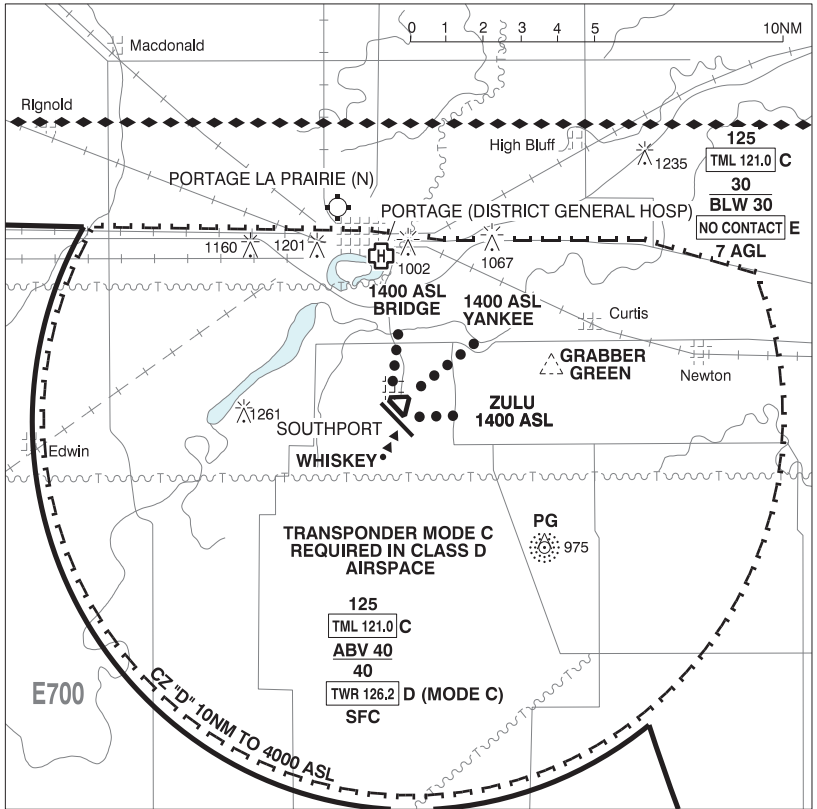 0 1 2 3 4 5 10NM
Macdonald
Rignold
High Bluff
1235
125
TML 121.0 C
30
BLW 30
NO CONTACT E
7 AGL
PORTAGE LA PRAIRIE (N)
PORTAGE (DISTRICT GENERAL HOSP)
1160
1201
H
1002
1067
1400 ASL
BRIDGE
1400 ASL
YANKEE
Curtis
GRABBER
GREEN
Newton
1261
ZULU
1400 ASL
SOUTHPORT
WHISKEY
Edwin
TRANSPONDER MODE C
REQUIRED IN CLASS D
AIRSPACE
PG
975
125
TML 121.0 C
ABV 40
40
TWR 126.2 D (MODE C)
SFC
E700
CZ "D" 10NM TO 4000 ASL